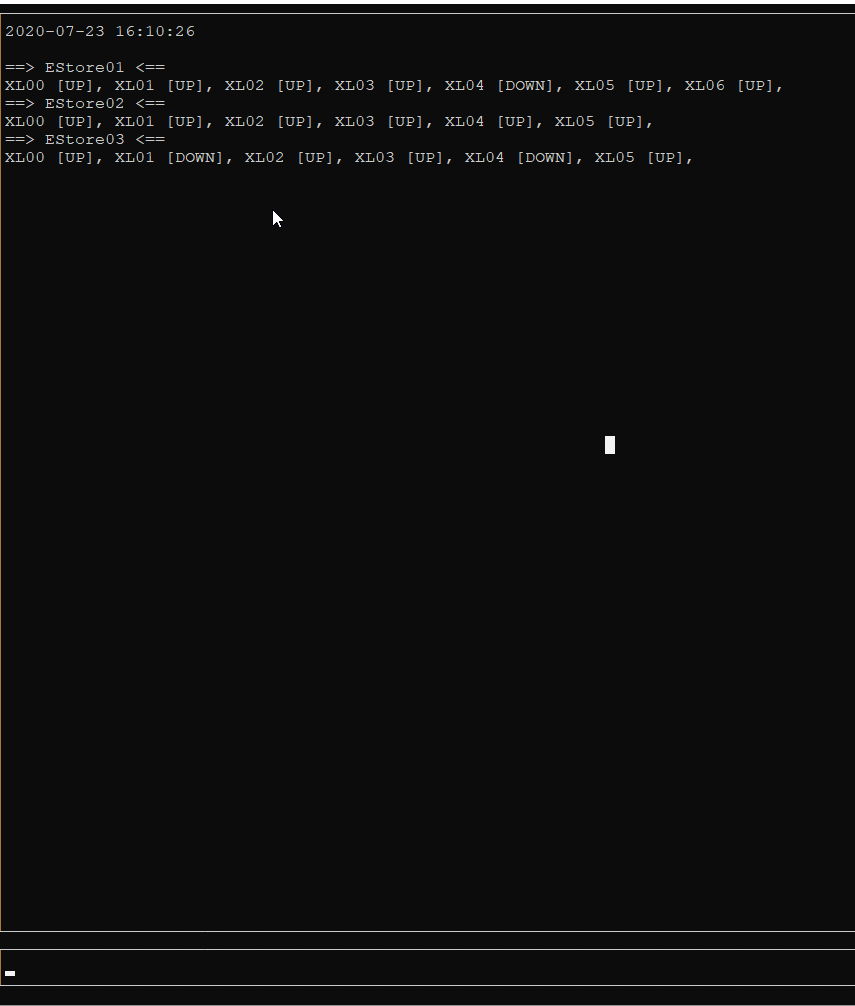 2020-07-23 16:10:26
==> EStore01 <==
XL00 [UP], XL01 [UP], XL02 [UP], XL03 [UP], XL04 [DOWN], XL05 [UP], XL06 [UP],
==> EStore02 <==
XL00 [UP], XL01 [UP], XL02 [UP], XL03 [UP], XL04 [UP], XL05 [UP],
==> EStore03 <==
XL00 [UP], XL01 [DOWN], XL02 [UP], XL03 [UP], XL04 [DOWN], XL05 [UP],